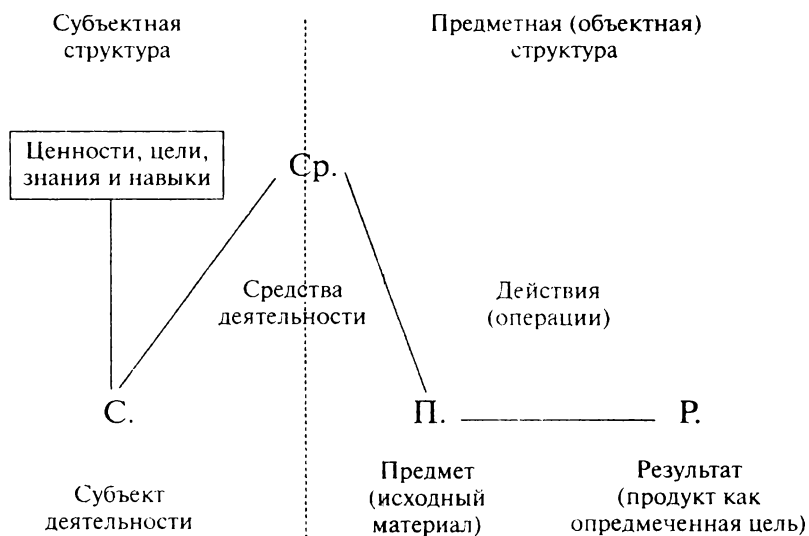 Субъектная
структура
Предметная (объектная)
структура
Ценности, цели,
знания и навыки
Ср.
Средства
деятельности
Действия
(операции)
С.
П.
Р.
Субъект
деятельности
Предмет
(исходный
материал)
Результат
(продукт как
опредмеченная цель)